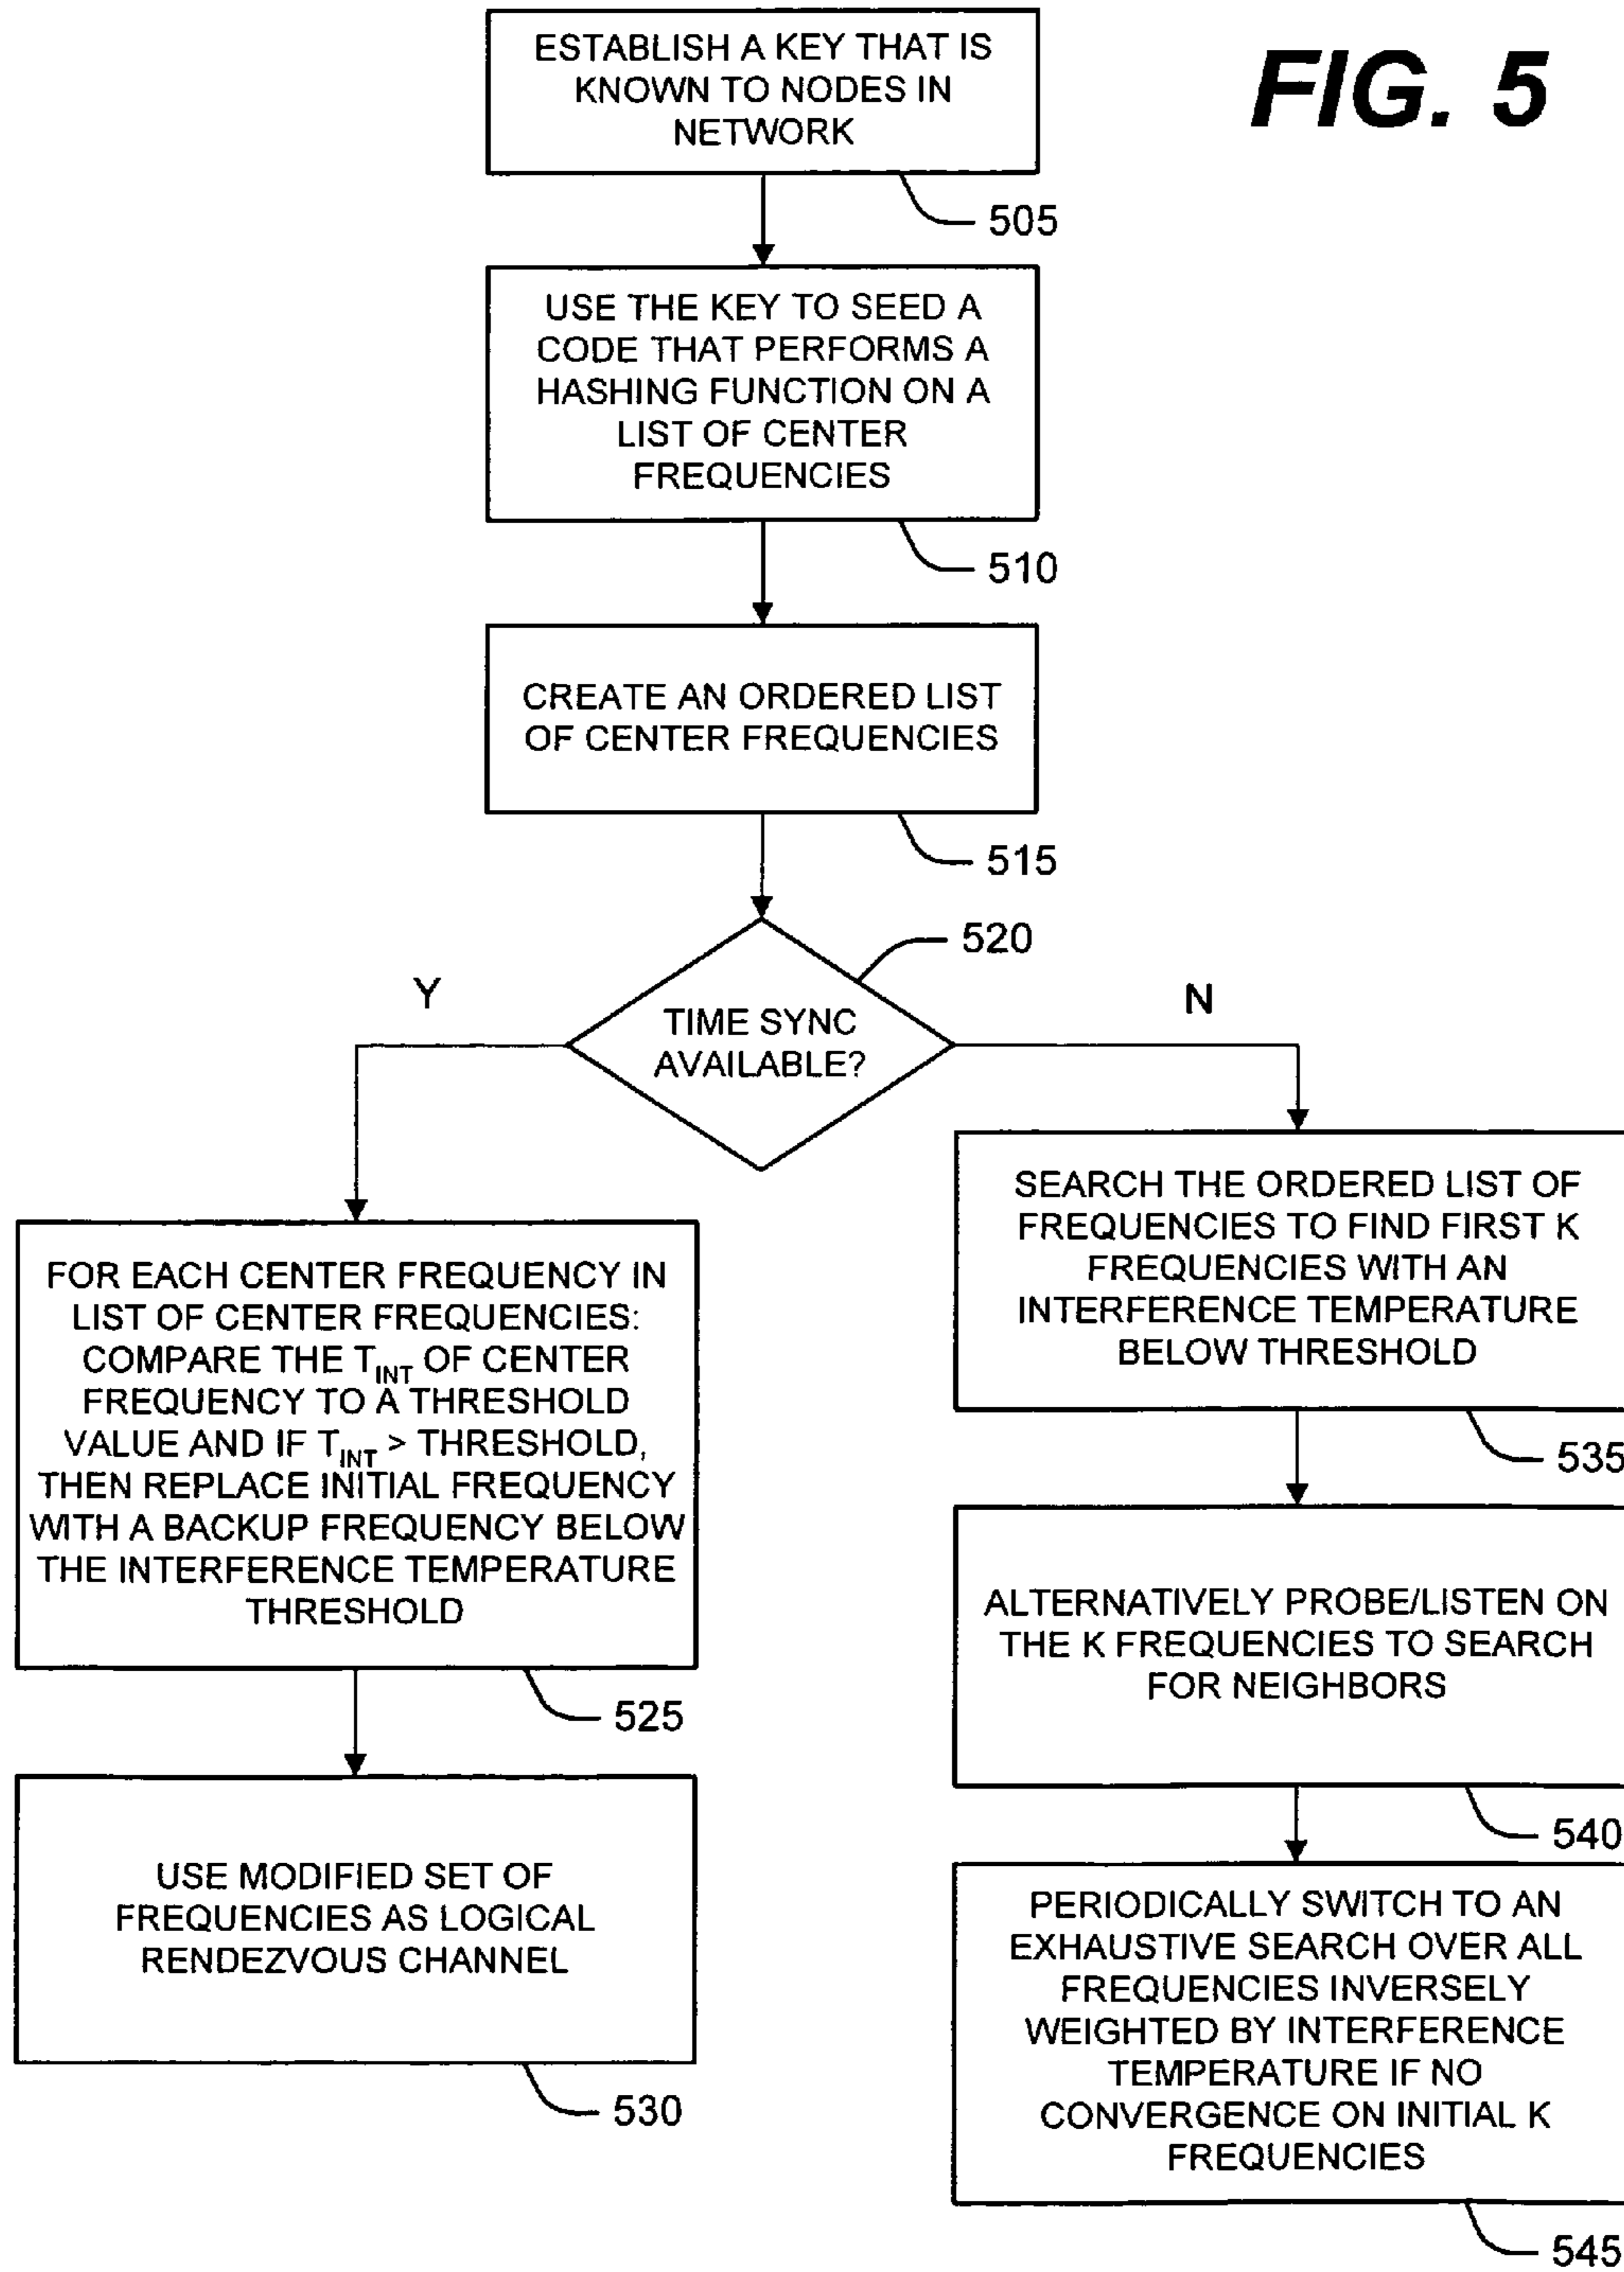 FIG. 5
ESTABLISH A KEY THAT IS
KNOWN TO NODES IN
NETWORK
505
USE THE KEY TO SEED A
CODE THAT PERFORMS A
HASHING FUNCTION ON A
LIST OF CENTER
FREQUENCIES
510
CREATE AN ORDERED LIST
OF CENTER FREQUENCIES
515
520
TIME SYNC
AVAILABLE?
Y
N
FOR EACH CENTER FREQUENCY IN
LIST OF CENTER FREQUENCIES:
COMPARE THE TINT OF CENTER
FREQUENCY TO A THRESHOLD
VALUE AND IF TINT > THRESHOLD,
THEN REPLACE INITIAL FREQUENCY
WITH A BACKUP FREQUENCY BELOW
THE INTERFERENCE TEMPERATURE
THRESHOLD
525
USE MODIFIED SET OF
FREQUENCIES AS LOGICAL
RENDEZVOUS CHANNEL
530
SEARCH THE ORDERED LIST OF
FREQUENCIES TO FIND FIRST K
FREQUENCIES WITH AN
INTERFERENCE TEMPERATURE
BELOW THRESHOLD
535
ALTERNATIVELY PROBE/LISTEN ON
THE K FREQUENCIES TO SEARCH
FOR NEIGHBORS
540
PERIODICALLY SWITCH TO AN
EXHAUSTIVE SEARCH OVER ALL
FREQUENCIES INVERSELY
WEIGHTED BY INTERFERENCE
TEMPERATURE IF NO
CONVERGENCE ON INITIAL K
FREQUENCIES
545